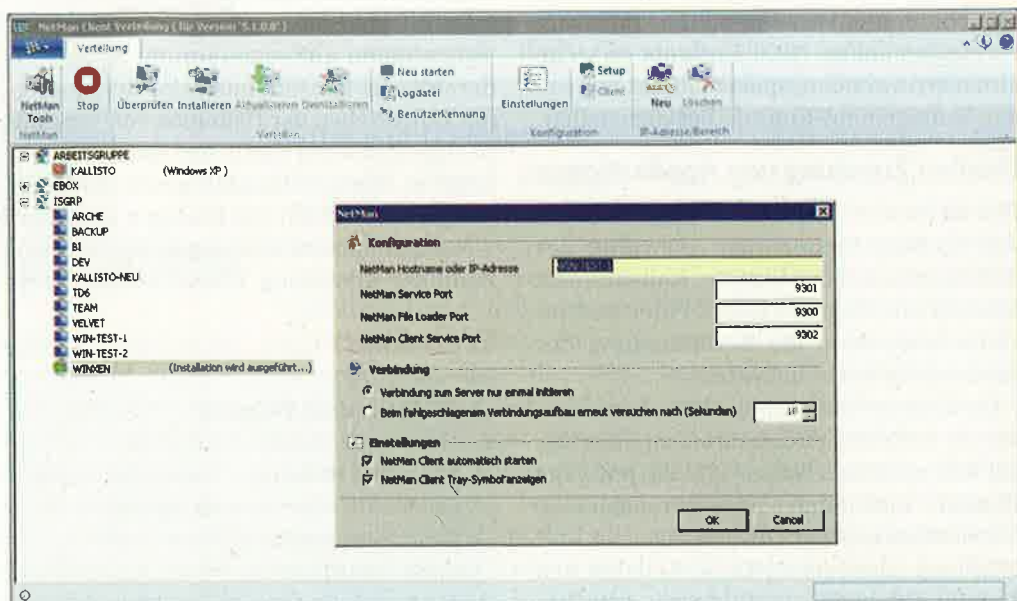 NetMan Client Verteilung (für Version "5.1.0.0")
Verteilung
NetMan Tools
Stop
Überprüfen Installieren Aktualisieren Deinstallieren
Neu starten
Logdatei
Benutzerkennung
Einstellungen
Setup
Client
Neu Löschen
NetMan
Verteilen
Konfiguration
IP-Adresse/Bereich
ARBEITSGRUPPE
KALLISTO (Windows XP )
EBOX
ISGRP
ARCHE
BACKUP
BI
DEV
KALLISTO-NEU
TD6
TEAM
VELVET
WIN-TEST-1
WIN-TEST-2
WINXEN (Installation wird ausgeführt...)
NetMan
Konfiguration
NetMan Hostname oder IP-Adresse
NetMan Service Port 9301
NetMan File Loader Port 9300
NetMan Client Service Port 9302
Verbindung
Verbindung zum Server nur einmal initiieren
Beim fehlgeschlagenem Verbindungsaufbau erneut versuchen nach (Sekunden) 10
Einstellungen
NetMan Client automatisch starten
NetMan Client Tray-Symbol anzeigen
OK Cancel